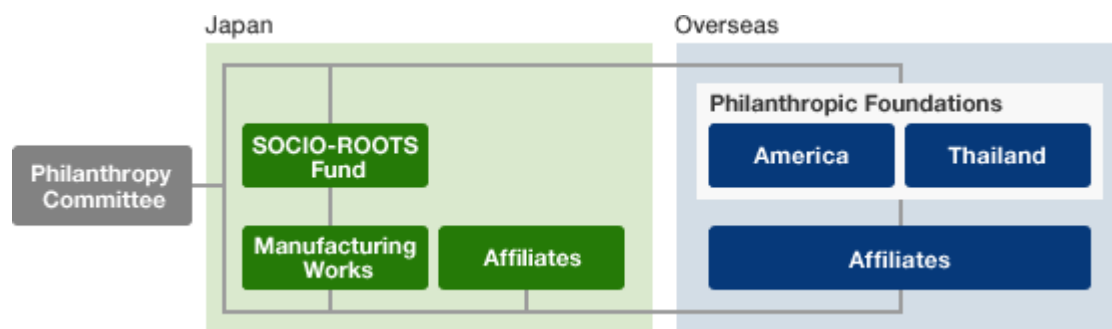 Japan
Overseas
Philanthropic Foundations
SOCIO-ROOTS
Fund
America
Thailand
Philanthropy
Committee
Manufacturing
Works
Affiliates
Affiliates